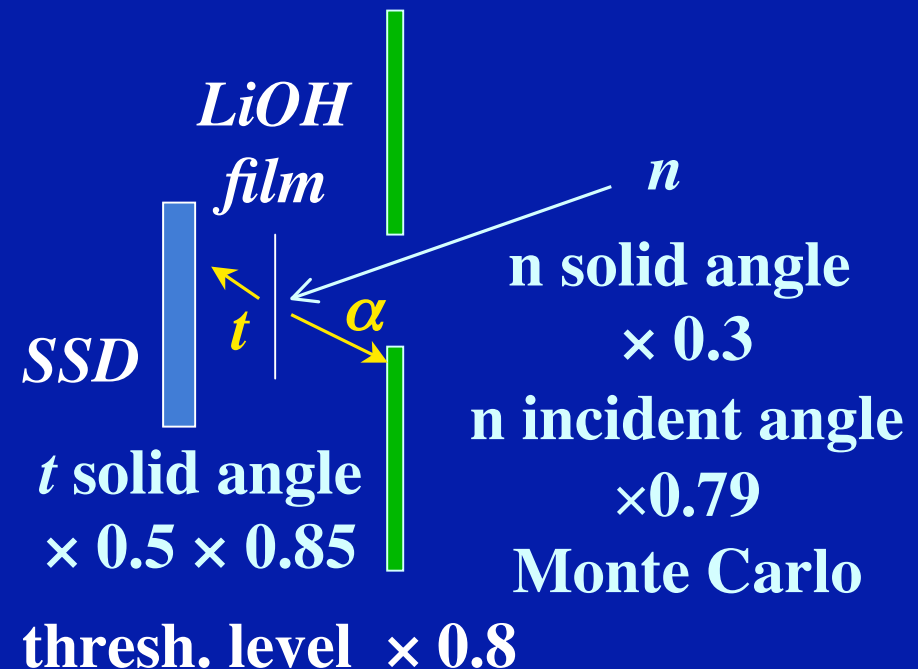 LiOH
film
n
n solid angle
× 0.3
t
α
SSD
n incident angle
×0.79
t solid angle
× 0.5 × 0.85
Monte Carlo
thresh. level × 0.8